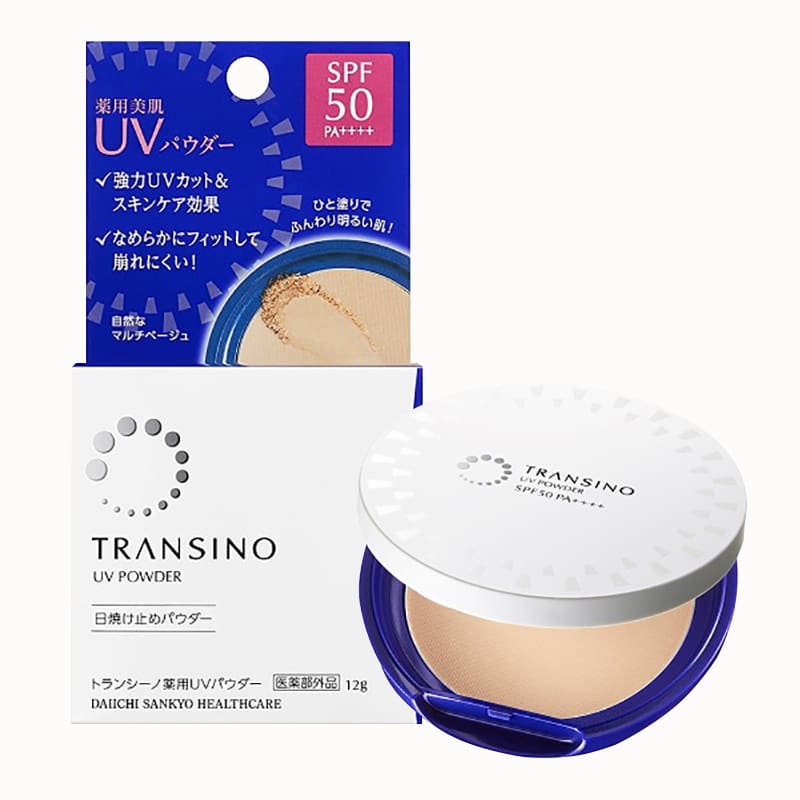 薬用美肌
UVパウダー
SPF
50
PA++++
✓強力UVカット&
スキンケア効果
✓なめらかにフィットして
崩れにくい!
ひと塗りで
ふんわり明るい肌!
自然な
マルチベージュ
TRANSINO
UV POWDER
日焼け止めパウダー
トランシーノ薬用UVパウダー 医薬部外品 12g
DAIICHI SANKYO HEALTHCARE
TRANSINO
UV POWDER
SPF50 PA++++